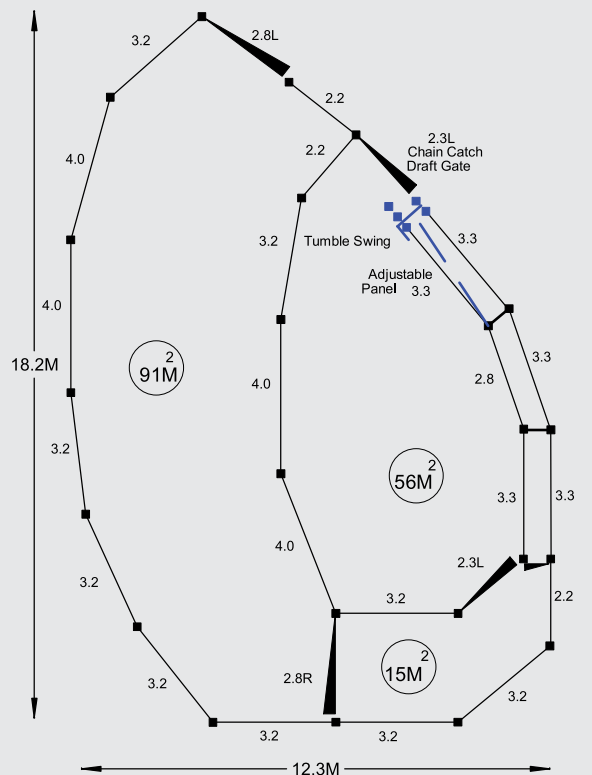 3.2
2.8L
2.2
2.3L
Chain Catch
Draft Gate
2.2
4.0
3.2
Tumble Swing
3.3
Adjustable
Panel
3.3
4.0
18.2M
91M2
4.0
2.8
3.3
3.2
56M2
3.3
3.3
4.0
2.3L
3.2
3.2
2.2
15M2
2.8R
3.2
3.2
3.2
3.2
12.3M